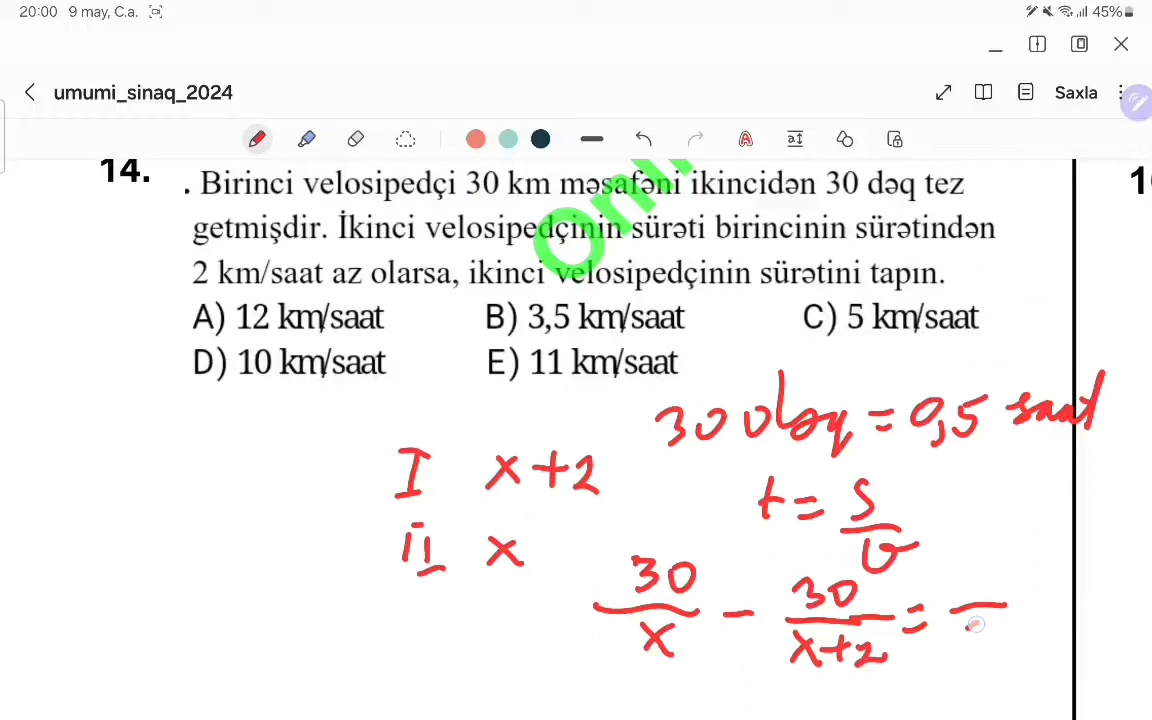 20:00 9 may, C.a. 45%
umumi_sinaq_2024 Saxla
14.
. Birinci velosipedçi 30 km məsafəni ikincidən 30 dəq tez
getmişdir. İkinci velosipedçinin sürəti birincinin sürətindən
2 km/saat az olarsa, ikinci velosipedçinin sürətini tapın.
A) 12 km/saat B) 3,5 km/saat C) 5 km/saat
D) 10 km/saat E) 11 km/saat
30 dəq = 0,5 saat
I x+2
t = S/v
II x
30/x - 30/(x+2) =